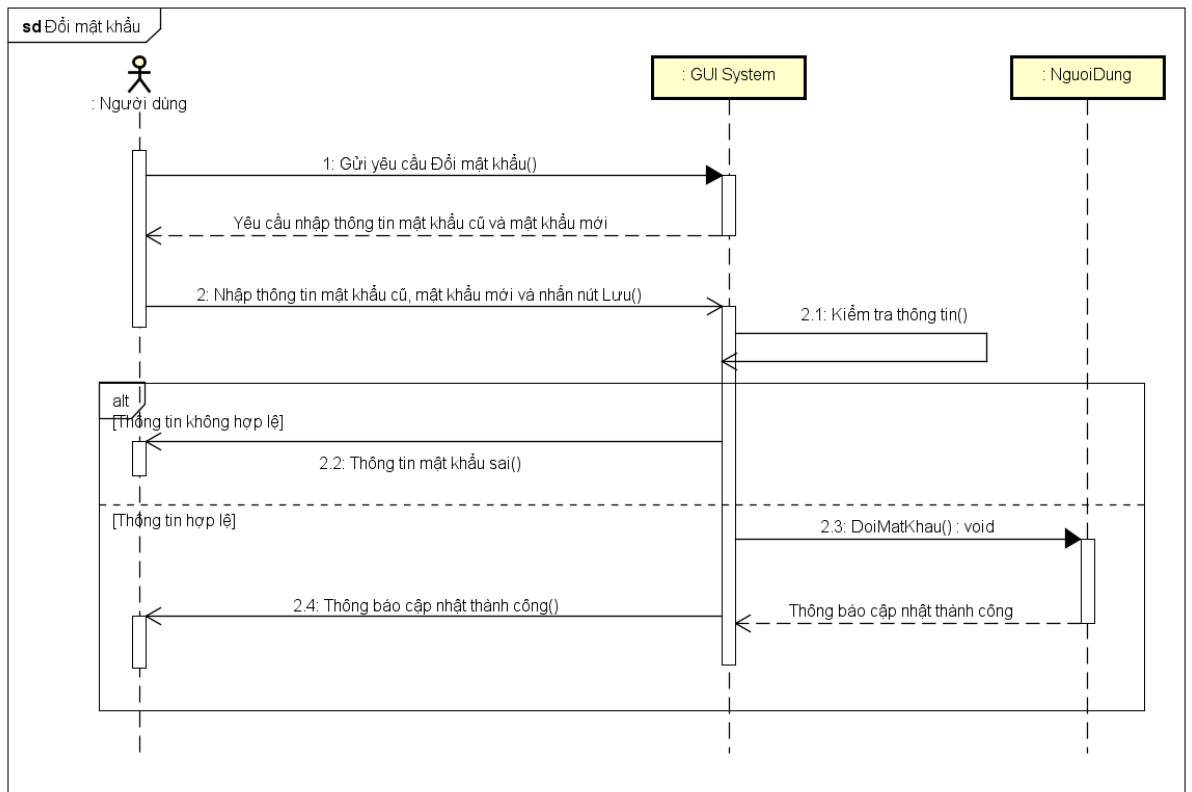 sd Đổi mật khẩu
: Người dùng
: GUI System
: NguoiDung
1: Gửi yêu cầu Đổi mật khẩu()
Yêu cầu nhập thông tin mật khẩu cũ và mật khẩu mới
2: Nhập thông tin mật khẩu cũ, mật khẩu mới và nhấn nút Lưu()
2.1: Kiểm tra thông tin()
alt
[Thông tin không hợp lệ]
2.2: Thông tin mật khẩu sai()
[Thông tin hợp lệ]
2.3: DoiMatKhau() : void
2.4: Thông báo cập nhật thành công()
Thông báo cập nhật thành công